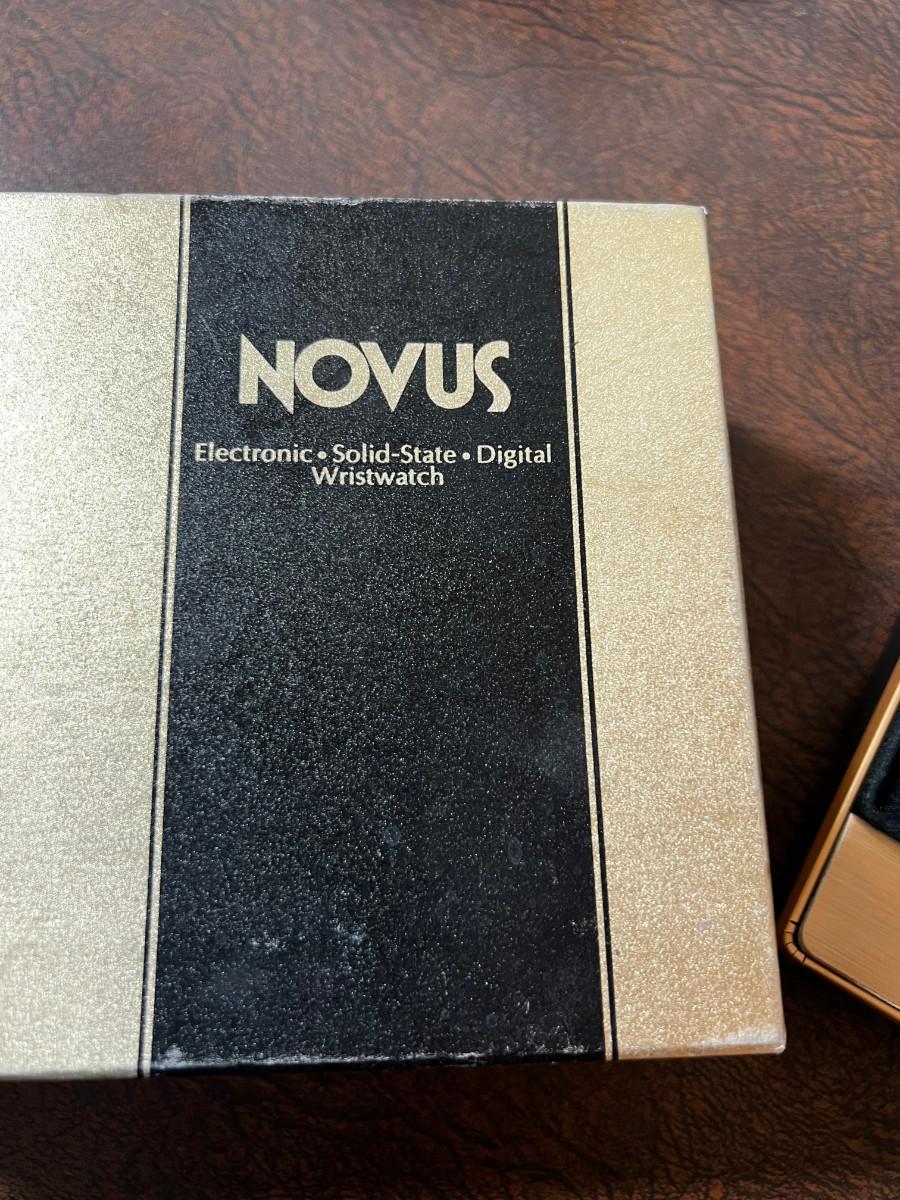 NOVUS
Electronic • Solid-State • Digital
Wristwatch